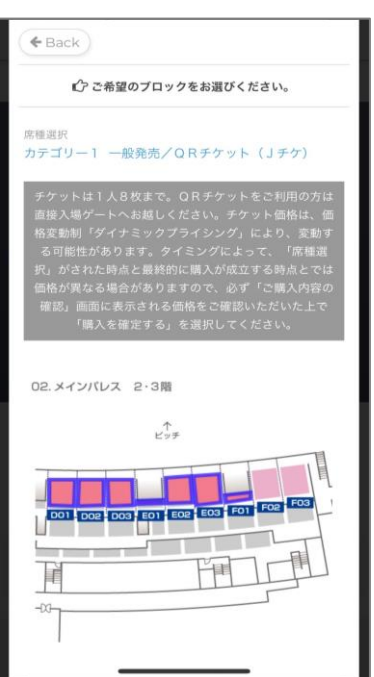 ← Back
ご希望のブロックをお選びください。
席種選択
カテゴリー1 一般発売／QRチケット（Jチケ）
チケットは1人8枚まで。QRチケットをご利用の方は
直接入場ゲートへお越しください。チケット価格は、価
格変動制「ダイナミックプライシング」により、変動す
る可能性があります。タイミングによって、「席種選
択」がされた時点と最終的に購入が成立する時点とでは
価格が異なる場合がありますので、必ず「ご購入内容の
確認」画面に表示される価格をご確認いただいた上で
「購入を確定する」を選択してください。
02. メインパレス 2・3階
↑
ピッチ
D01 D02 D03 E01 E02 E03 F01 F02 F03